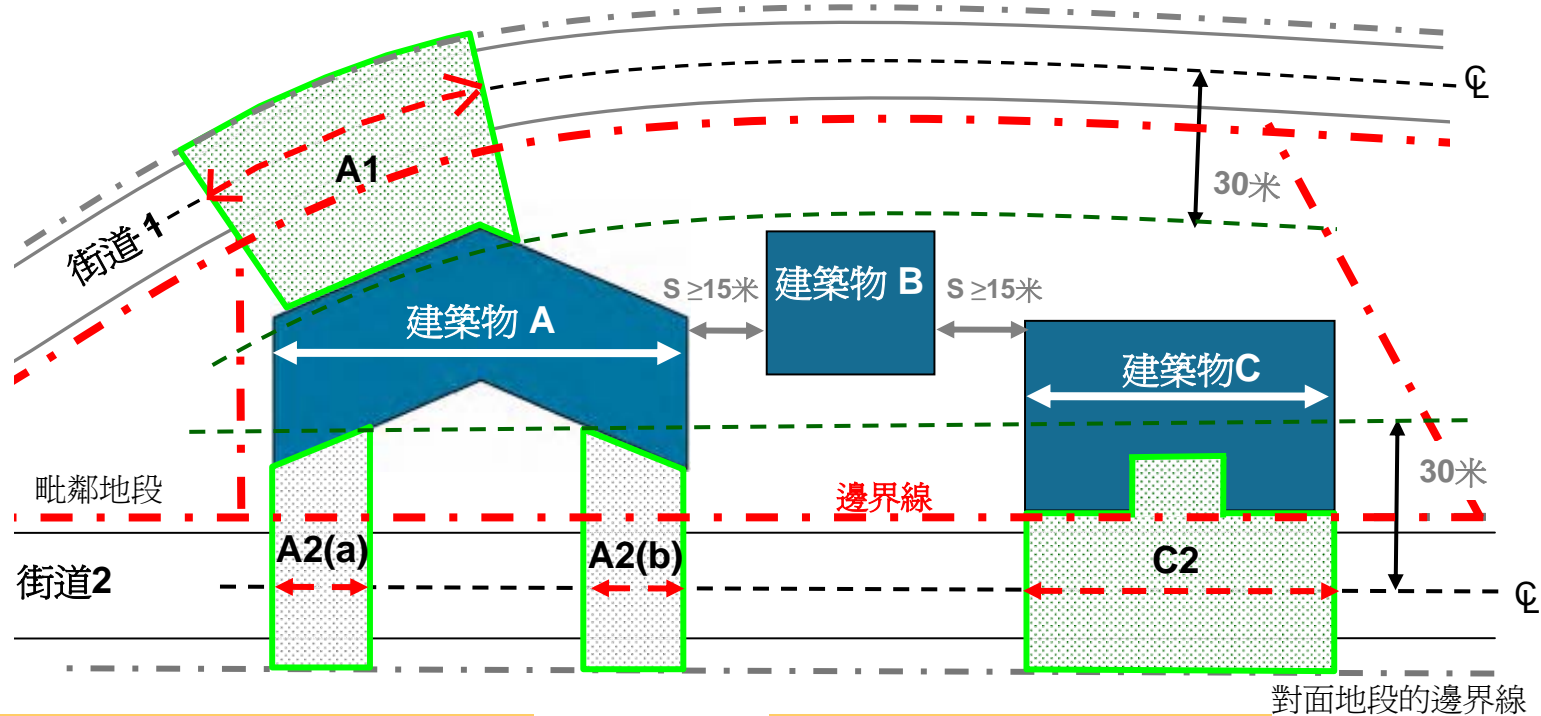 ℄
A1
30米
街道 1
S ≥15米
建築物 B
S ≥15米
建築物 A
建築物C
30米
毗鄰地段
邊界線
A2(a)
A2(b)
C2
街道2
℄
對面地段的邊界線